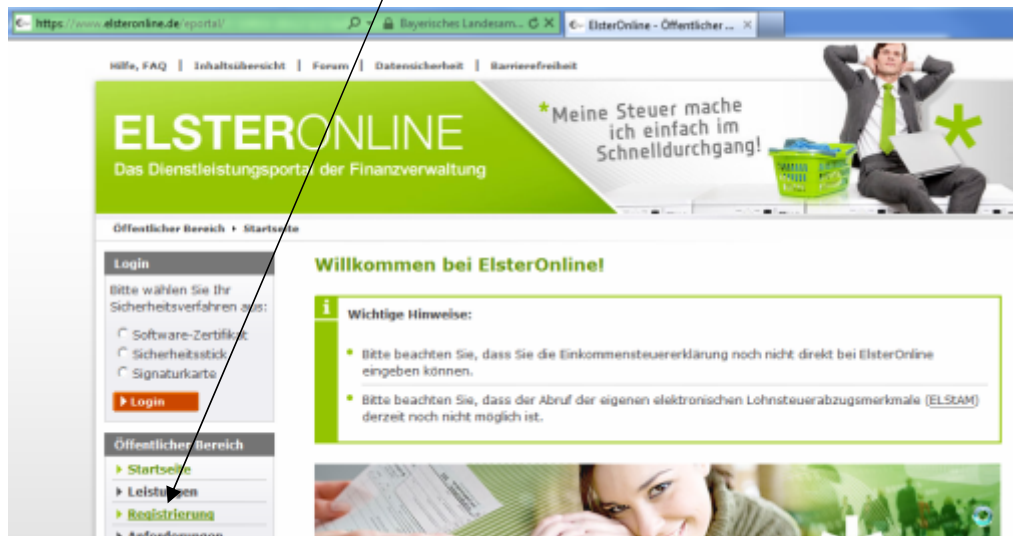 https://www.elsteronline.de/eportal/
Bayerisches Landesam...
ElsterOnline - Öffentlicher ...
Hilfe, FAQ | Inhaltsübersicht | Forum | Datensicherheit | Barrierefreiheit
ELSTERONLINE
Das Dienstleistungsportal der Finanzverwaltung
*Meine Steuer mache
ich einfach im
Schnelldurchgang!
Öffentlicher Bereich Startseite
Login
Bitte wählen Sie Ihr
Sicherheitsverfahren aus:
Software-Zertifikat
Sicherheitsstick
Signaturkarte
Login
Öffentlicher Bereich
Startseite
Leistungen
Registrierung
Anforderungen
Willkommen bei ElsterOnline!
i
Wichtige Hinweise:
Bitte beachten Sie, dass Sie die Einkommensteuererklärung noch nicht direkt bei ElsterOnline
eingeben können.
Bitte beachten Sie, dass der Abruf der eigenen elektronischen Lohnsteuerabzugsmerkmale (ELStAM)
derzeit noch nicht möglich ist.